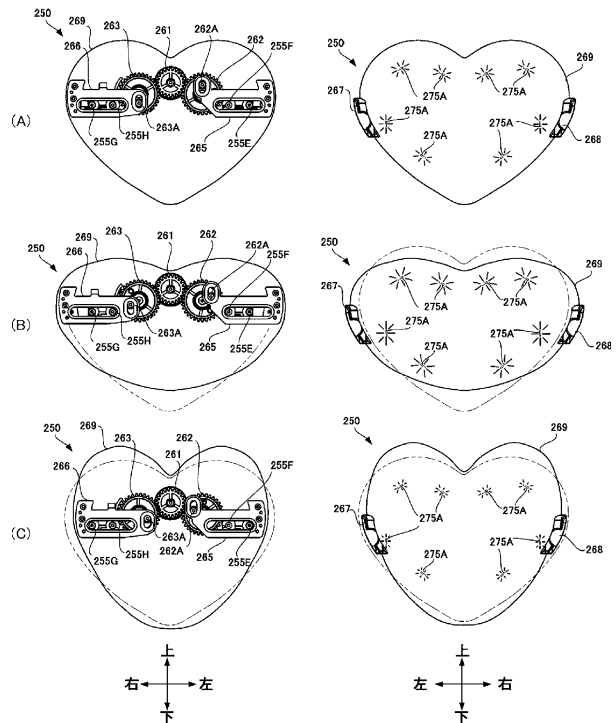 250
269
263
261
262A
262
266
255F
(A)
255G
255H
263A
265
255E
250
275A
275A
269
267
275A
275A
275A
275A
268
250
269
263
261
262
262A
266
255F
(B)
255G
255H
263A
265
255E
250
275A
275A
269
267
275A
275A
275A
275A
268
250
269
263
262
261
255F
266
(C)
255G
255H
263A
262A
265
255E
250
269
275A
275A
267
275A
275A
275A
275A
268
上
右 左
下
上
左 右
下